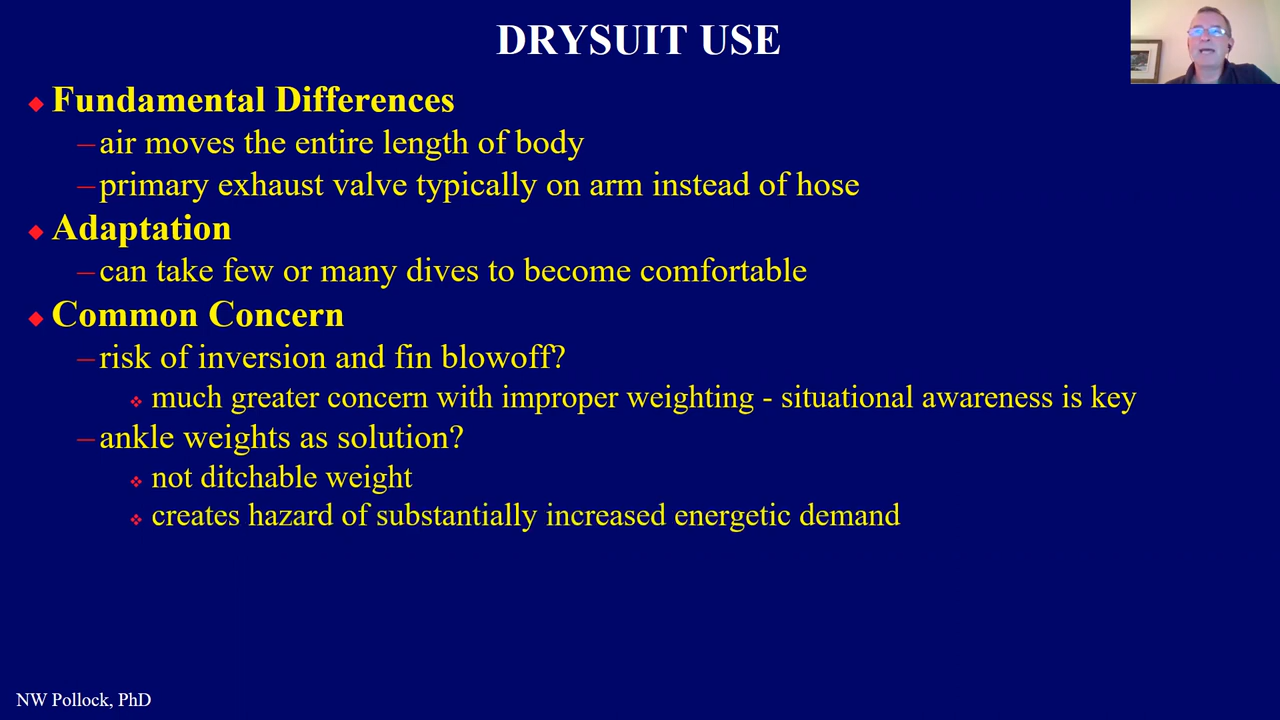 DRYSUIT USE
Fundamental Differences
–air moves the entire length of body
–primary exhaust valve typically on arm instead of hose
Adaptation
–can take few or many dives to become comfortable
Common Concern
–risk of inversion and fin blowoff?
much greater concern with improper weighting - situational awareness is key
–ankle weights as solution?
not ditchable weight
creates hazard of substantially increased energetic demand
NW Pollock, PhD